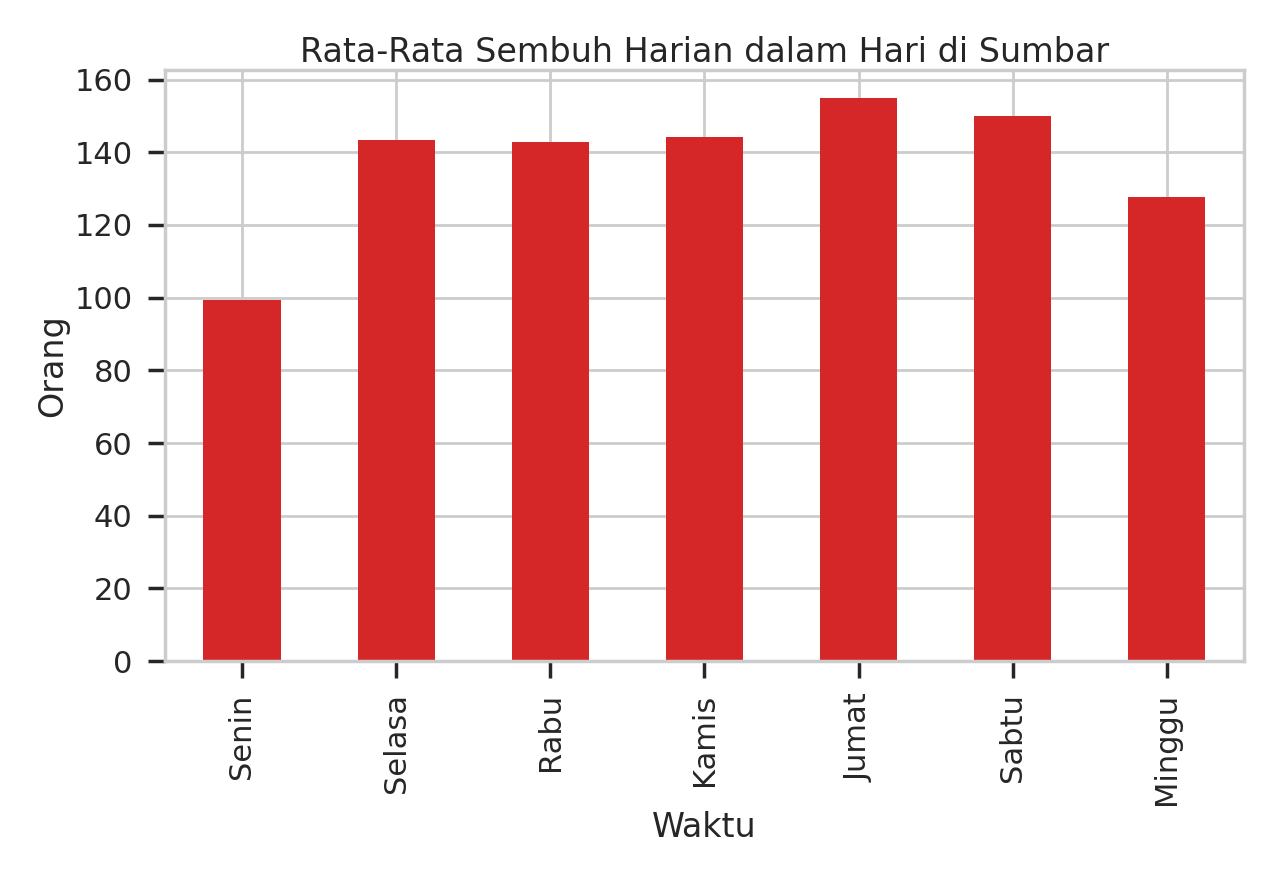 Rata-Rata Sembuh Harian dalam Hari di Sumbar
160
140
120
100
80
60
40
20
0
Orang
Senin
Selasa
Rabu
Kamis
Jumat
Sabtu
Minggu
Waktu